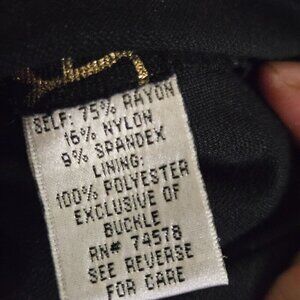 SELF: 75% RAYON
16% NYLON
9% SPANDEX
LINING:
100% POLYESTER
EXCLUSIVE OF
BUCKLE
RN# 74578
SEE REVERSE
FOR CARE